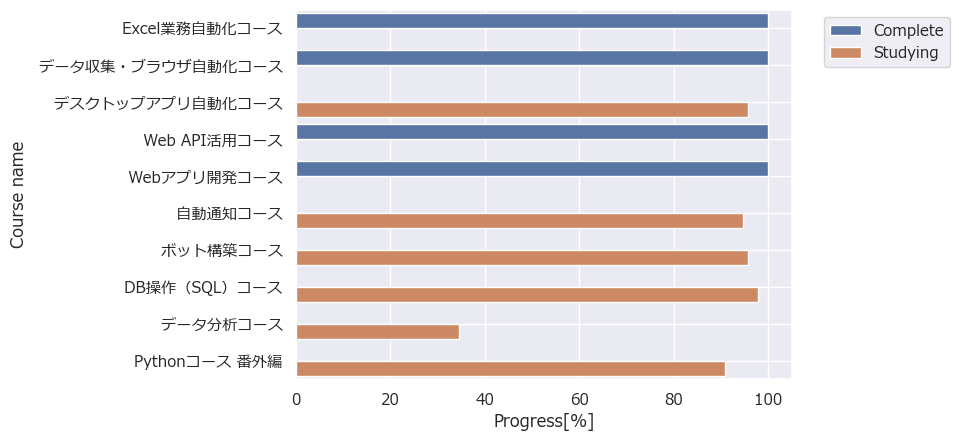 Excel業務自動化コース
データ収集・ブラウザ自動化コース
デスクトップアプリ自動化コース
Web API活用コース
Webアプリ開発コース
自動通知コース
ボット構築コース
DB操作（SQL）コース
データ分析コース
Pythonコース 番外編
Course name
0 20 40 60 80 100
Progress[%]
Complete
Studying